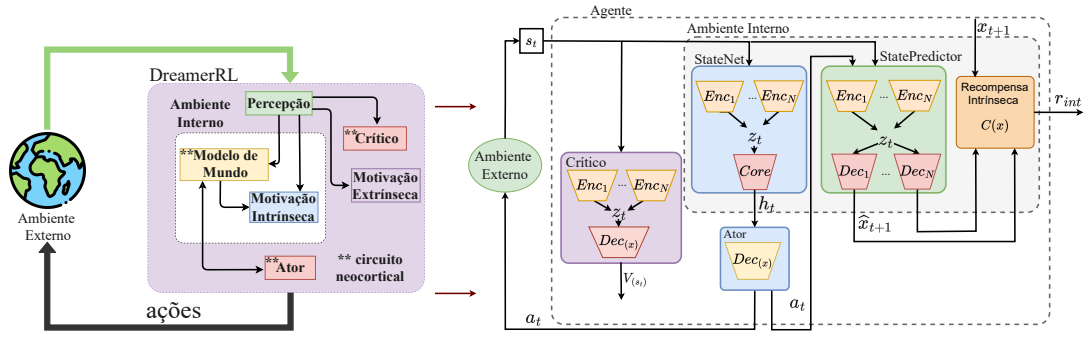 DreamerRL
Ambiente
Interno
Percepção
**Crítico
**Modelo de
Mundo
Motivação
Extrínseca
Motivação
Intrínseca
**Ator
** circuito
neocortical
Ambiente
Externo
ações
Agente
s_t
Ambiente
Externo
a_t
Crítico
Enc_1 ... Enc_N
z_t
Dec_(x)
V_(s_t)
Ambiente Interno
StateNet
Enc_1 ... Enc_N
z_t
Core
h_t
Ator
Dec_(x)
a_t
StatePredictor
Enc_1 ... Enc_N
z_t
Dec_1 ... Dec_N
x̂_{t+1}
x_{t+1}
Recompensa
Intrínseca
C(x)
r_int